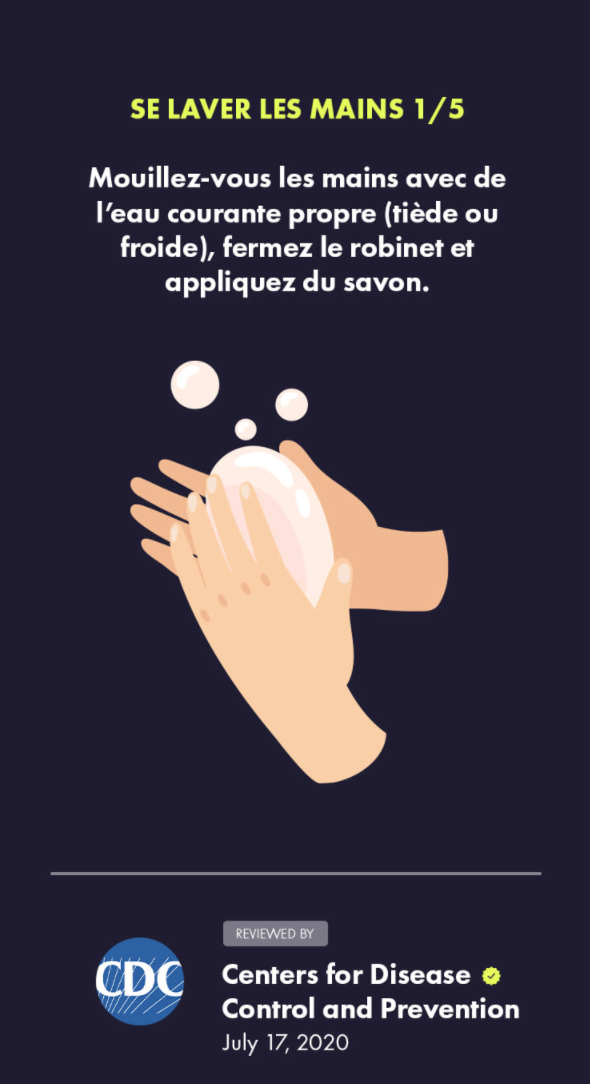 SE LAVER LES MAINS 1/5
Mouillez-vous les mains avec de
l’eau courante propre (tiède ou
froide), fermez le robinet et
appliquez du savon.
REVIEWED BY
CDC
Centers for Disease
Control and Prevention
July 17, 2020